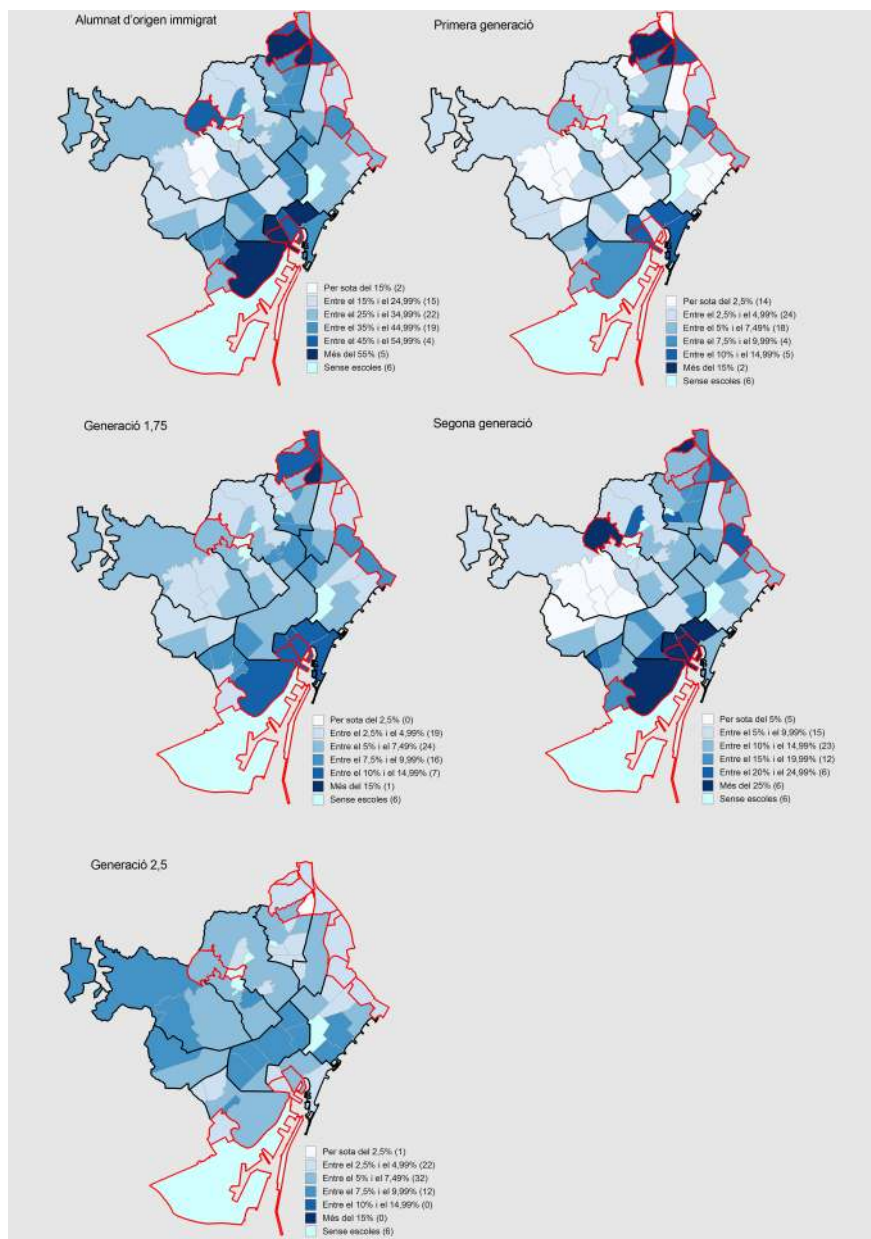 Alumnat d'origen immigrat
Per sota del 15% (2)
Entre el 15% i el 24,99% (15)
Entre el 25% i el 34,99% (22)
Entre el 35% i el 44,99% (19)
Entre el 45% i el 54,99% (4)
Més del 55% (5)
Sense escoles (6)
Primera generació
Per sota del 2,5% (14)
Entre el 2,5% i el 4,99% (24)
Entre el 5% i el 7,49% (18)
Entre el 7,5% i el 9,99% (4)
Entre el 10% i el 14,99% (5)
Més del 15% (2)
Sense escoles (6)
Generació 1,75
Per sota del 2,5% (0)
Entre el 2,5% i el 4,99% (19)
Entre el 5% i el 7,49% (24)
Entre el 7,5% i el 9,99% (16)
Entre el 10% i el 14,99% (7)
Més del 15% (1)
Sense escoles (6)
Segona generació
Per sota del 5% (5)
Entre el 5% i el 9,99% (15)
Entre el 10% i el 14,99% (23)
Entre el 15% i el 19,99% (12)
Entre el 20% i el 24,99% (6)
Més del 25% (6)
Sense escoles (6)
Generació 2,5
Per sota del 2,5% (1)
Entre el 2,5% i el 4,99% (22)
Entre el 5% i el 7,49% (32)
Entre el 7,5% i el 9,99% (12)
Entre el 10% i el 14,99% (0)
Més del 15% (0)
Sense escoles (6)